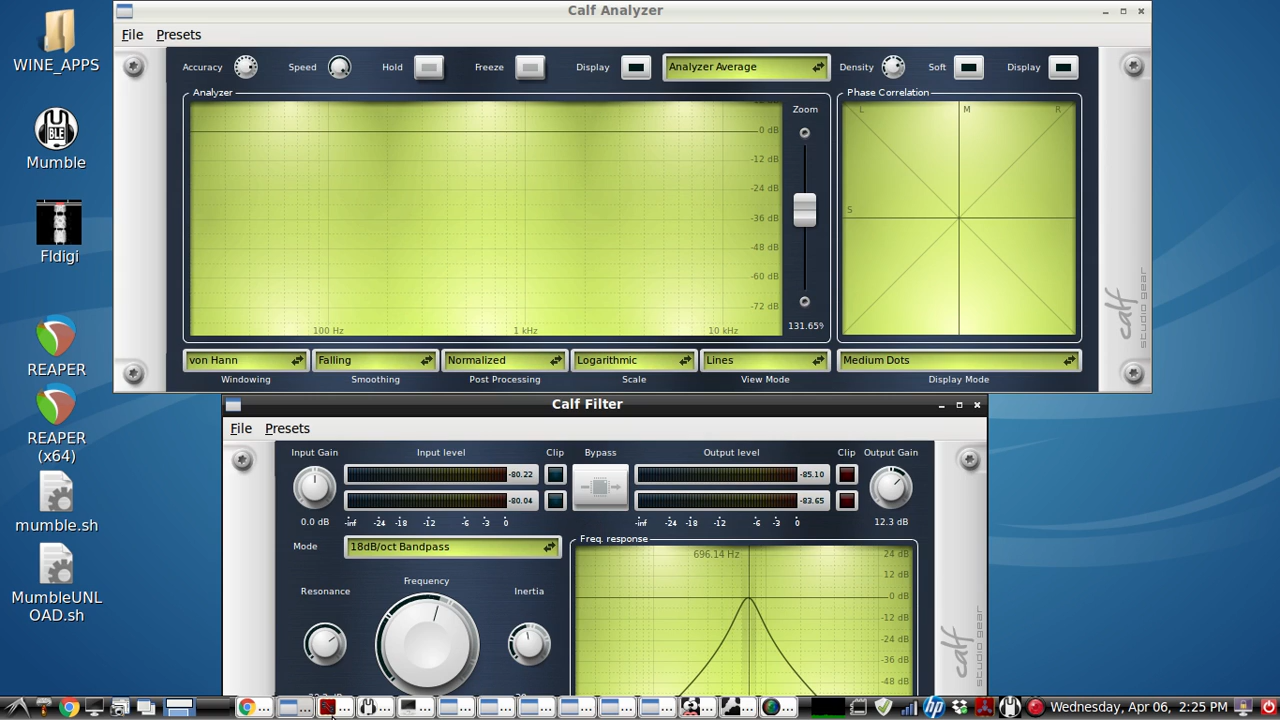 Calf Analyzer
File Presets
Accuracy Speed Hold Freeze Display Analyzer Average Density Soft Display
Analyzer
Zoom
Phase Correlation
0 dB
-12 dB
-24 dB
-36 dB
-48 dB
-60 dB
-72 dB
100 Hz 1 kHz 10 kHz
131.65%
L M R
S
von Hann Falling Normalized Logarithmic Lines Medium Dots
Windowing Smoothing Post Processing Scale View Mode Display Mode
calf
studio gear
WINE_APPS
Mumble
Fldigi
REAPER
REAPER
(x64)
mumble.sh
MumbleUNL
OAD.sh
Calf Filter
File Presets
Input Gain Input level Clip Bypass Output level Clip Output Gain
-80.22 -85.10
-80.04 -83.65
0.0 dB -inf -24 -18 -12 -6 -3 0 -inf -24 -18 -12 -6 -3 0 12.3 dB
Mode 18dB/oct Bandpass
Freq. response
696.14 Hz
24 dB
12 dB
0 dB
-12 dB
-24 dB
-36 dB
-48 dB
Resonance Frequency Inertia
calf
studio gear
Wednesday, Apr 06, 2:25 PM